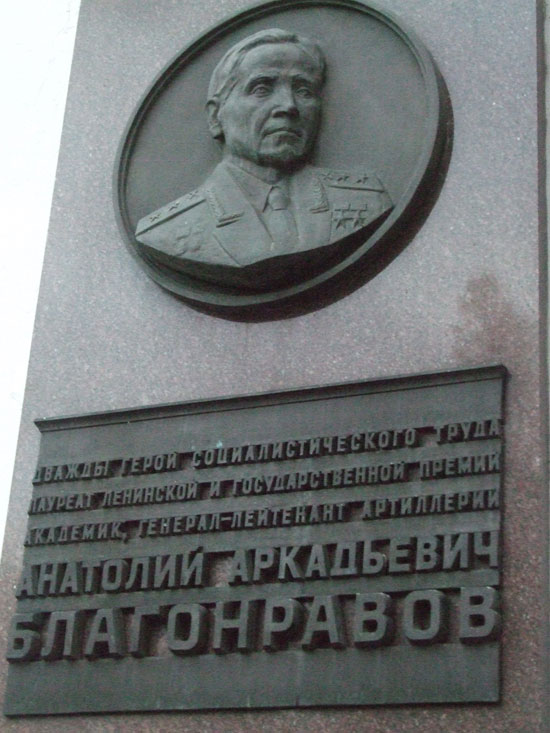 ДВАЖДЫ ГЕРОЙ СОЦИАЛИСТИЧЕСКОГО ТРУДА
ЛАУРЕАТ ЛЕНИНСКОЙ И ГОСУДАРСТВЕННОЙ ПРЕМИЙ
АКАДЕМИК, ГЕНЕРАЛ-ЛЕЙТЕНАНТ АРТИЛЛЕРИИ
АНАТОЛИЙ АРКАДЬЕВИЧ
БЛАГОНРАВОВ